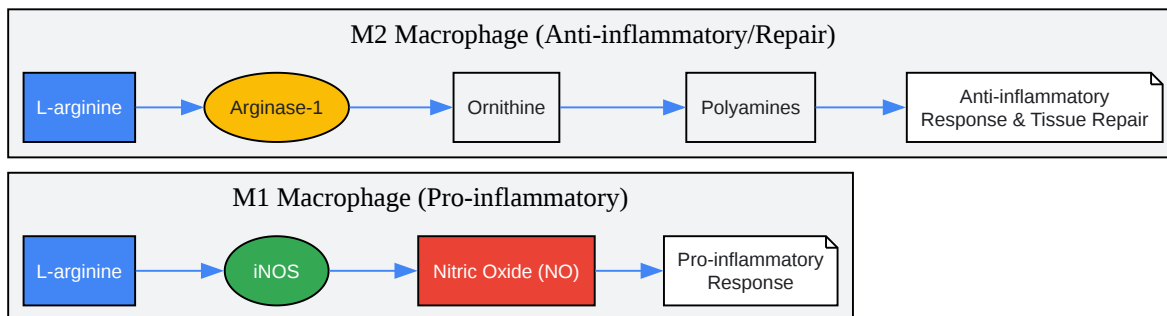 M2 Macrophage (Anti-inflammatory/Repair)
L-arginine
Arginase-1
Ornithine
Polyamines
Anti-inflammatory
Response & Tissue Repair
M1 Macrophage (Pro-inflammatory)
L-arginine
iNOS
Nitric Oxide (NO)
Pro-inflammatory
Response